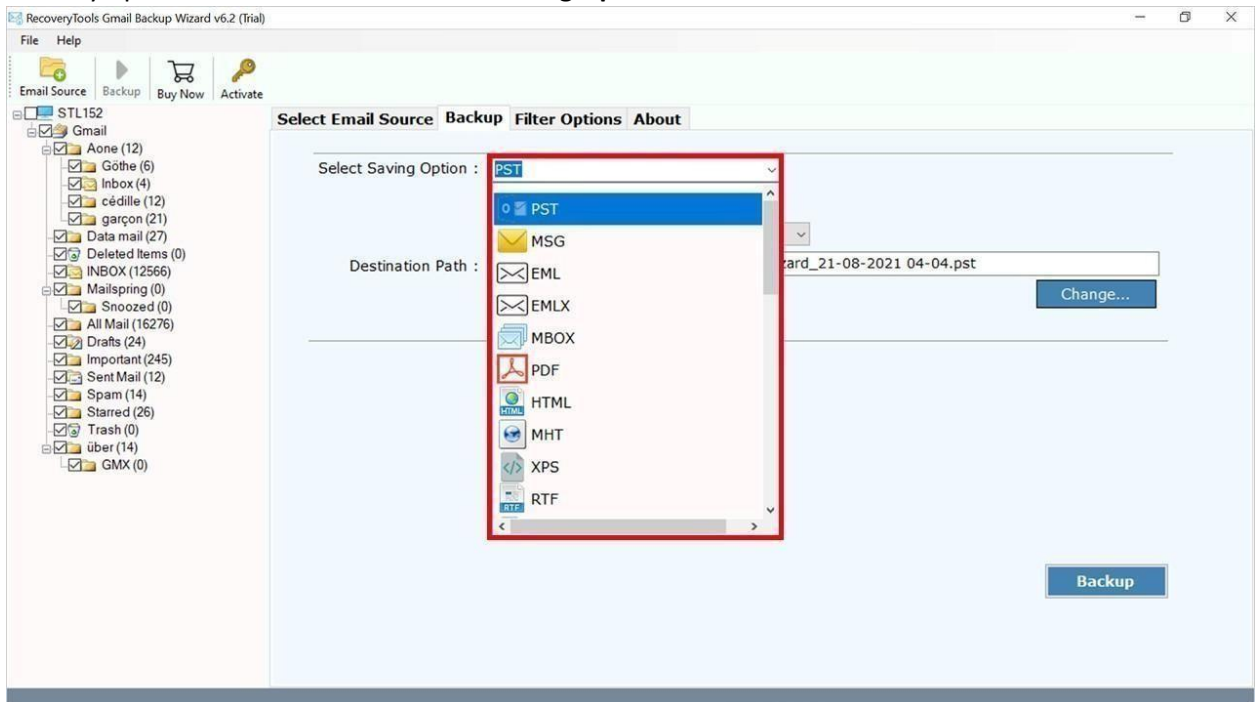 RecoveryTools Gmail Backup Wizard v6.2 (Trial)
File Help
Email Source Backup Buy Now Activate
STL152
Gmail
Aone (12)
Göthe (6)
Inbox (4)
cédille (12)
garçon (21)
Data mail (27)
Deleted Items (0)
INBOX (12566)
Mailspring (0)
Snoozed (0)
All Mail (16276)
Drafts (24)
Important (245)
Sent Mail (12)
Spam (14)
Starred (26)
Trash (0)
über (14)
GMX (0)
Select Email Source Backup Filter Options About
Select Saving Option : PST
PST
MSG
EML
EMLX
MBOX
PDF
HTML
MHT
XPS
RTF
Destination Path : zard_21-08-2021 04-04.pst
Change...
Backup